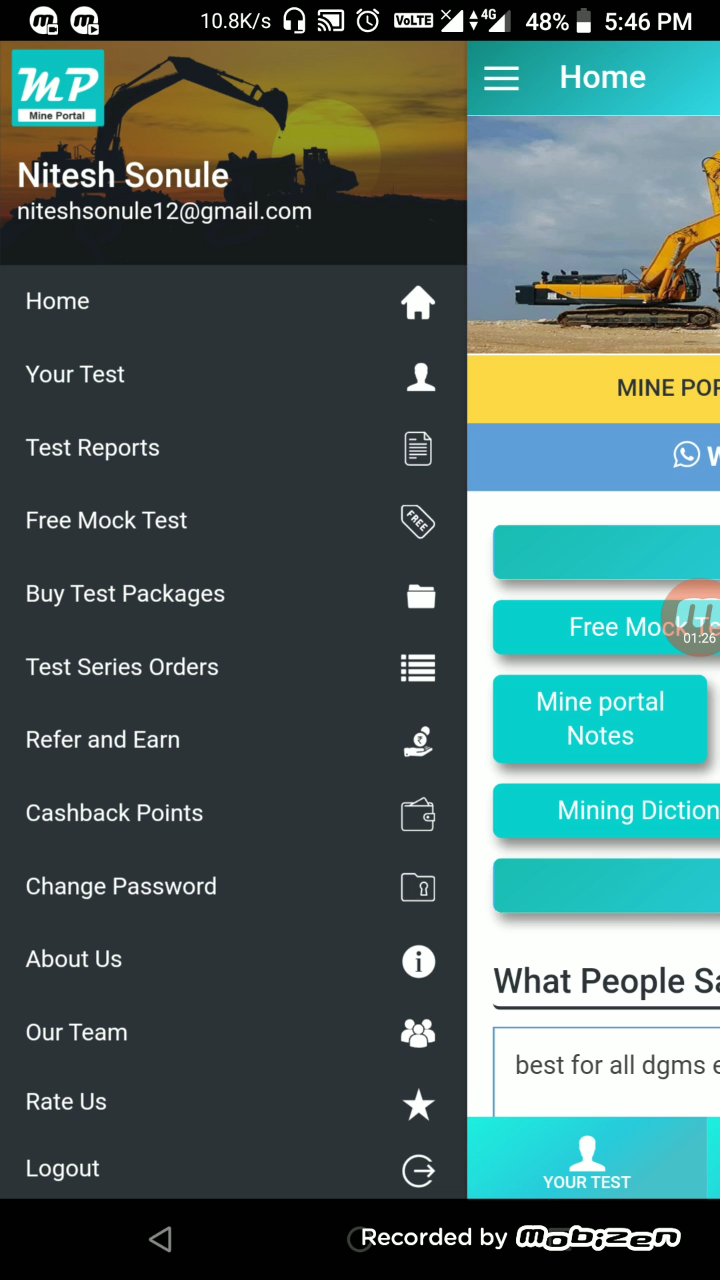 10.8K/s VoLTE 4G 48% 5:46 PM
MP
Mine Portal
Nitesh Sonule
niteshsonule12@gmail.com
Home
Your Test
Test Reports
Free Mock Test
FREE
Buy Test Packages
Test Series Orders
Refer and Earn
Cashback Points
Change Password
About Us
Our Team
Rate Us
Logout
Home
MINE POR
W
Free Mock Te
01:26
Mine portal
Notes
Mining Diction
What People Sa
best for all dgms e
YOUR TEST
Recorded by mobizen